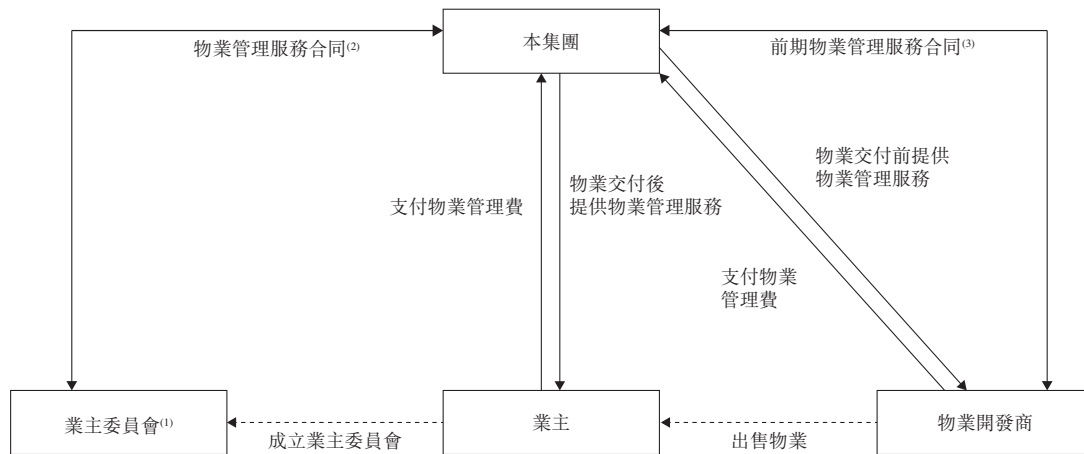 本集團
物業管理服務合同(2)
前期物業管理服務合同(3)
物業交付前提供
物業管理服務
支付物業管理費
物業交付後
提供物業管理服務
支付物業
管理費
業主委員會(1)
成立業主委員會
業主
出售物業
物業開發商